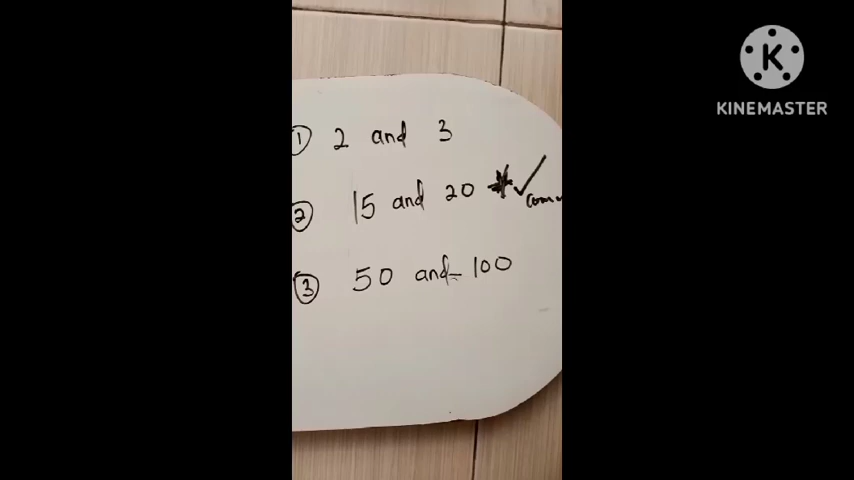 ① 2 and 3
② 15 and 20 ✓
③ 50 and 100
KINEMASTER